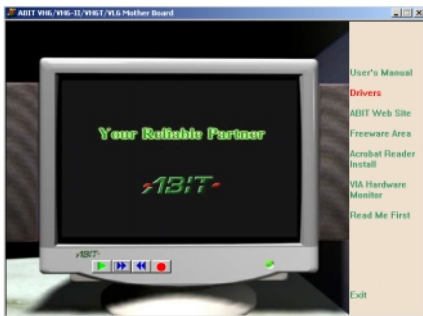 ABIT VH6/VH6-II/VH6T/VL6 Mother Board
Your Reliable Partner
ABIT
ABIT
User's Manual
Drivers
ABIT Web Site
Freeware Area
Acrobat Reader
Install
VIA Hardware
Monitor
Read Me First
Exit